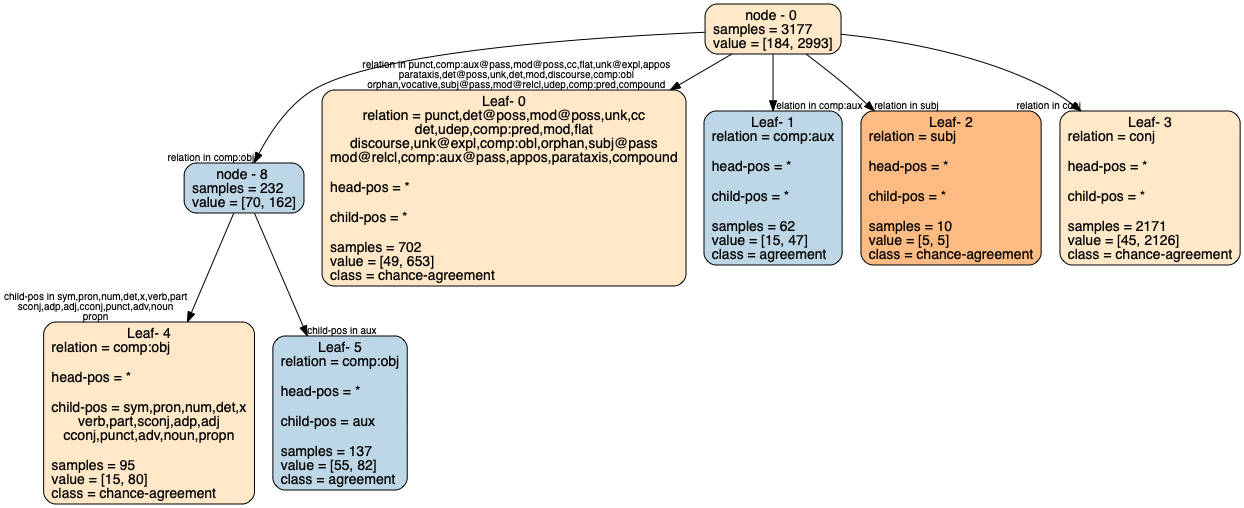 node - 0
samples = 3177
value = [184, 2993]
relation in punct,comp:aux@pass,mod@poss,cc,flat,unk@expl,appos
parataxis,det@poss,unk,det,mod,discourse,comp:obl
orphan,vocative,subj@pass,mod@relcl,udep,comp:pred,compound
relation in comp:aux
relation in subj
relation in conj
relation in comp:obj
node - 8
samples = 232
value = [70, 162]
Leaf- 0
relation = punct,det@poss,mod@poss,unk,cc
det,udep,comp:pred,mod,flat
discourse,unk@expl,comp:obl,orphan,subj@pass
mod@relcl,comp:aux@pass,appos,parataxis,compound
head-pos = *
child-pos = *
samples = 702
value = [49, 653]
class = chance-agreement
Leaf- 1
relation = comp:aux
head-pos = *
child-pos = *
samples = 62
value = [15, 47]
class = agreement
Leaf- 2
relation = subj
head-pos = *
child-pos = *
samples = 10
value = [5, 5]
class = chance-agreement
Leaf- 3
relation = conj
head-pos = *
child-pos = *
samples = 2171
value = [45, 2126]
class = chance-agreement
child-pos in sym,pron,num,det,x,verb,part
sconj,adp,adj,cconj,punct,adv,noun
propn
child-pos in aux
Leaf- 4
relation = comp:obj
head-pos = *
child-pos = sym,pron,num,det,x
verb,part,sconj,adp,adj
cconj,punct,adv,noun,propn
samples = 95
value = [15, 80]
class = chance-agreement
Leaf- 5
relation = comp:obj
head-pos = *
child-pos = aux
samples = 137
value = [55, 82]
class = agreement